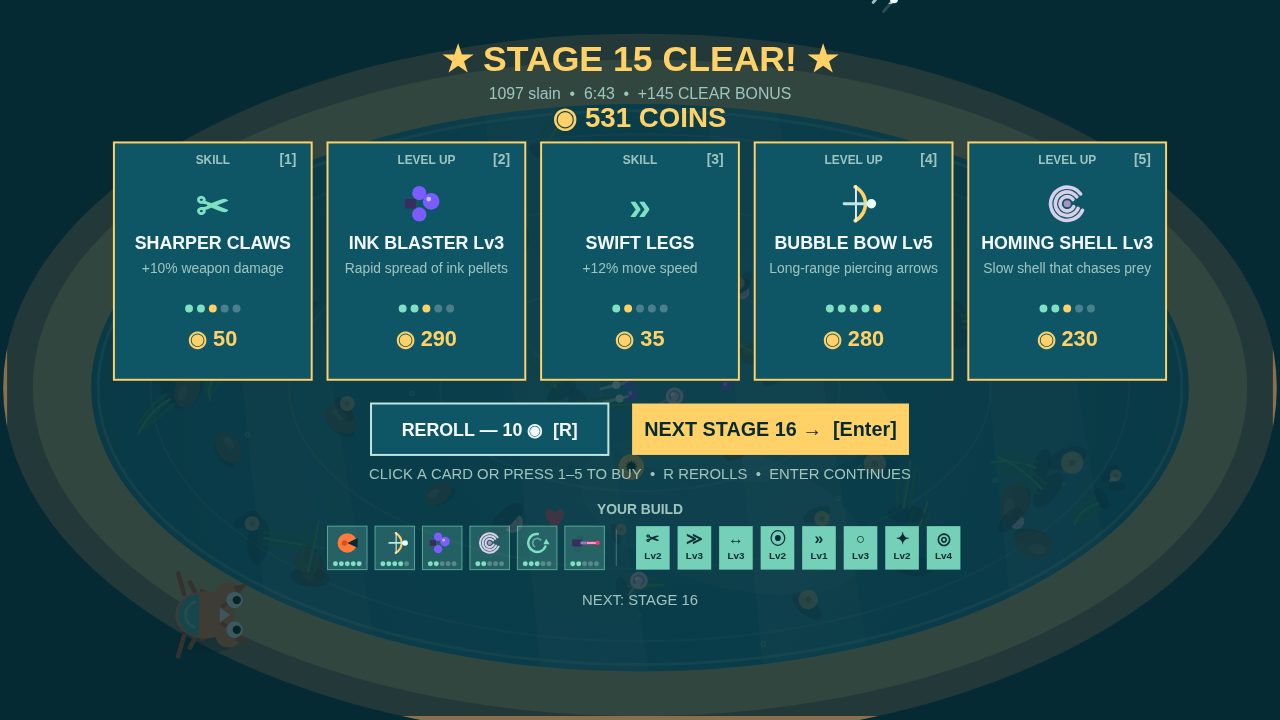 ★ STAGE 15 CLEAR! ★
1097 slain • 6:43 • +145 CLEAR BONUS
◉ 531 COINS
SKILL [1]
SHARPER CLAWS
+10% weapon damage
◉ 50
LEVEL UP [2]
INK BLASTER Lv3
Rapid spread of ink pellets
◉ 290
SKILL [3]
» 
SWIFT LEGS
+12% move speed
◉ 35
LEVEL UP [4]
BUBBLE BOW Lv5
Long-range piercing arrows
◉ 280
LEVEL UP [5]
HOMING SHELL Lv3
Slow shell that chases prey
◉ 230
REROLL — 10 ◉ [R]
NEXT STAGE 16 → [Enter]
CLICK A CARD OR PRESS 1–5 TO BUY • R REROLLS • ENTER CONTINUES
YOUR BUILD
Lv2 Lv3 Lv3 Lv2 Lv1 Lv3 Lv2 Lv4
NEXT: STAGE 16